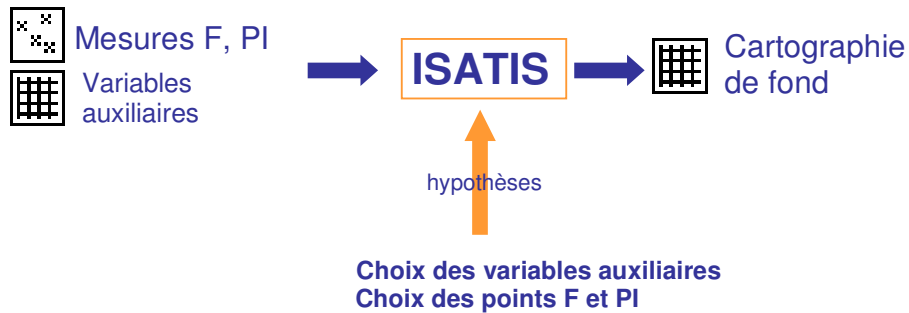 Mesures F, PI
Variables
auxiliaires
ISATIS
Cartographie
de fond
hypothèses
Choix des variables auxiliaires
Choix des points F et PI